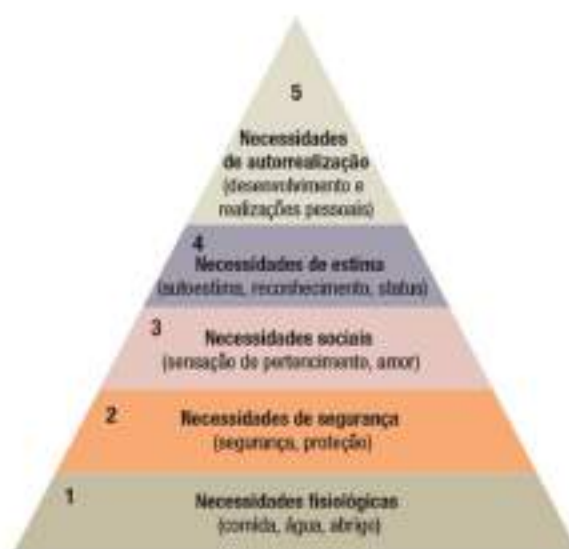 5
Necessidades
de autorrealização
(desenvolvimento e
realizações pessoais)
4
Necessidades de estima
(autoestima, reconhecimento, status)
3
Necessidades sociais
(sensação de pertencimento, amor)
2
Necessidades de segurança
(segurança, proteção)
1
Necessidades fisiológicas
(comida, água, abrigo)